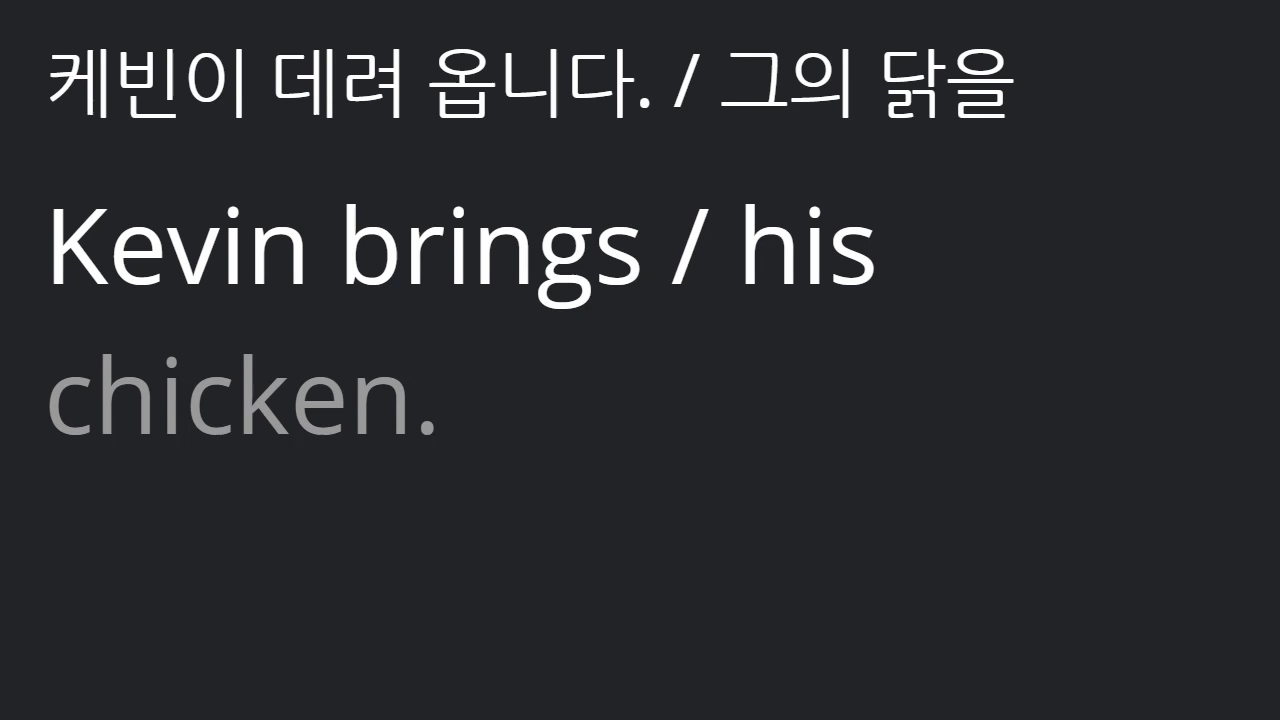 케빈이 데려 옵니다. / 그의 닭을
Kevin brings / his
chicken.